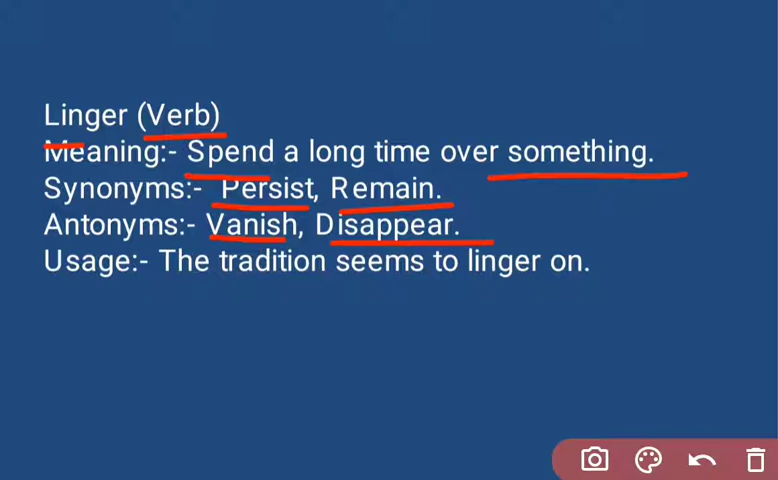 Linger (Verb)
Meaning:- Spend a long time over something.
Synonyms:- Persist, Remain.
Antonyms:- Vanish, Disappear.
Usage:- The tradition seems to linger on.